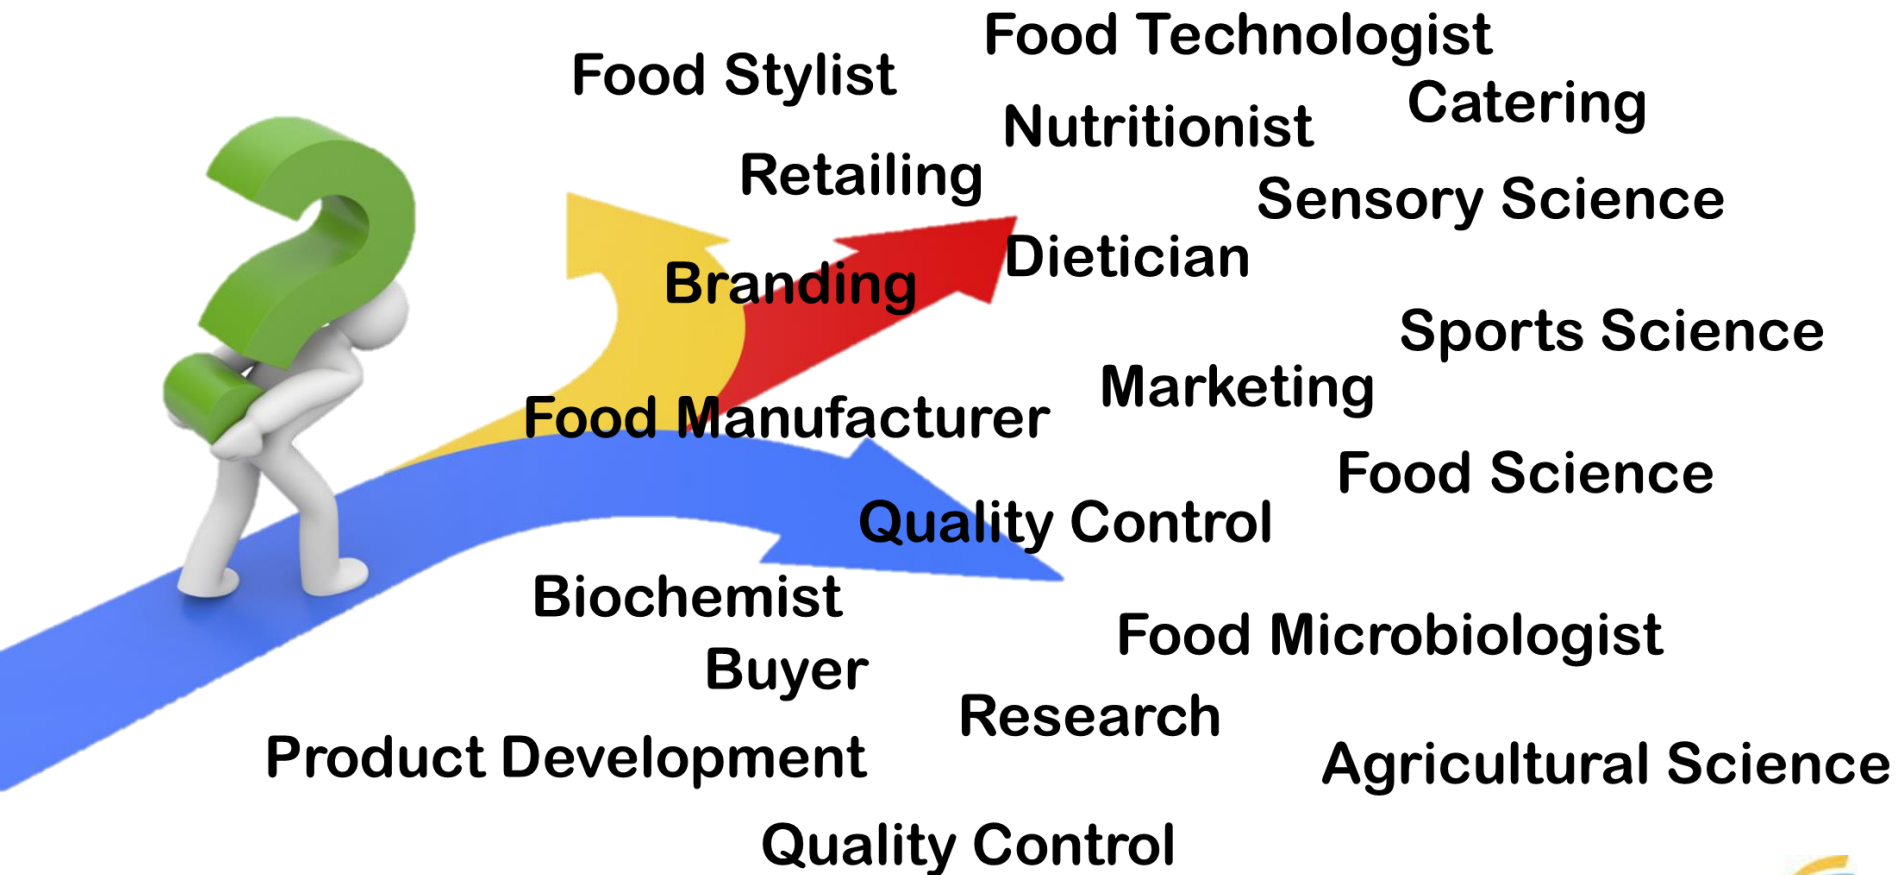 Food Technologist
Food Stylist
Catering
Nutritionist
Retailing
Sensory Science
Dietician
Branding
Sports Science
Marketing
Food Manufacturer
Food Science
Quality Control
Biochemist
Food Microbiologist
Buyer
Research
Product Development
Agricultural Science
Quality Control